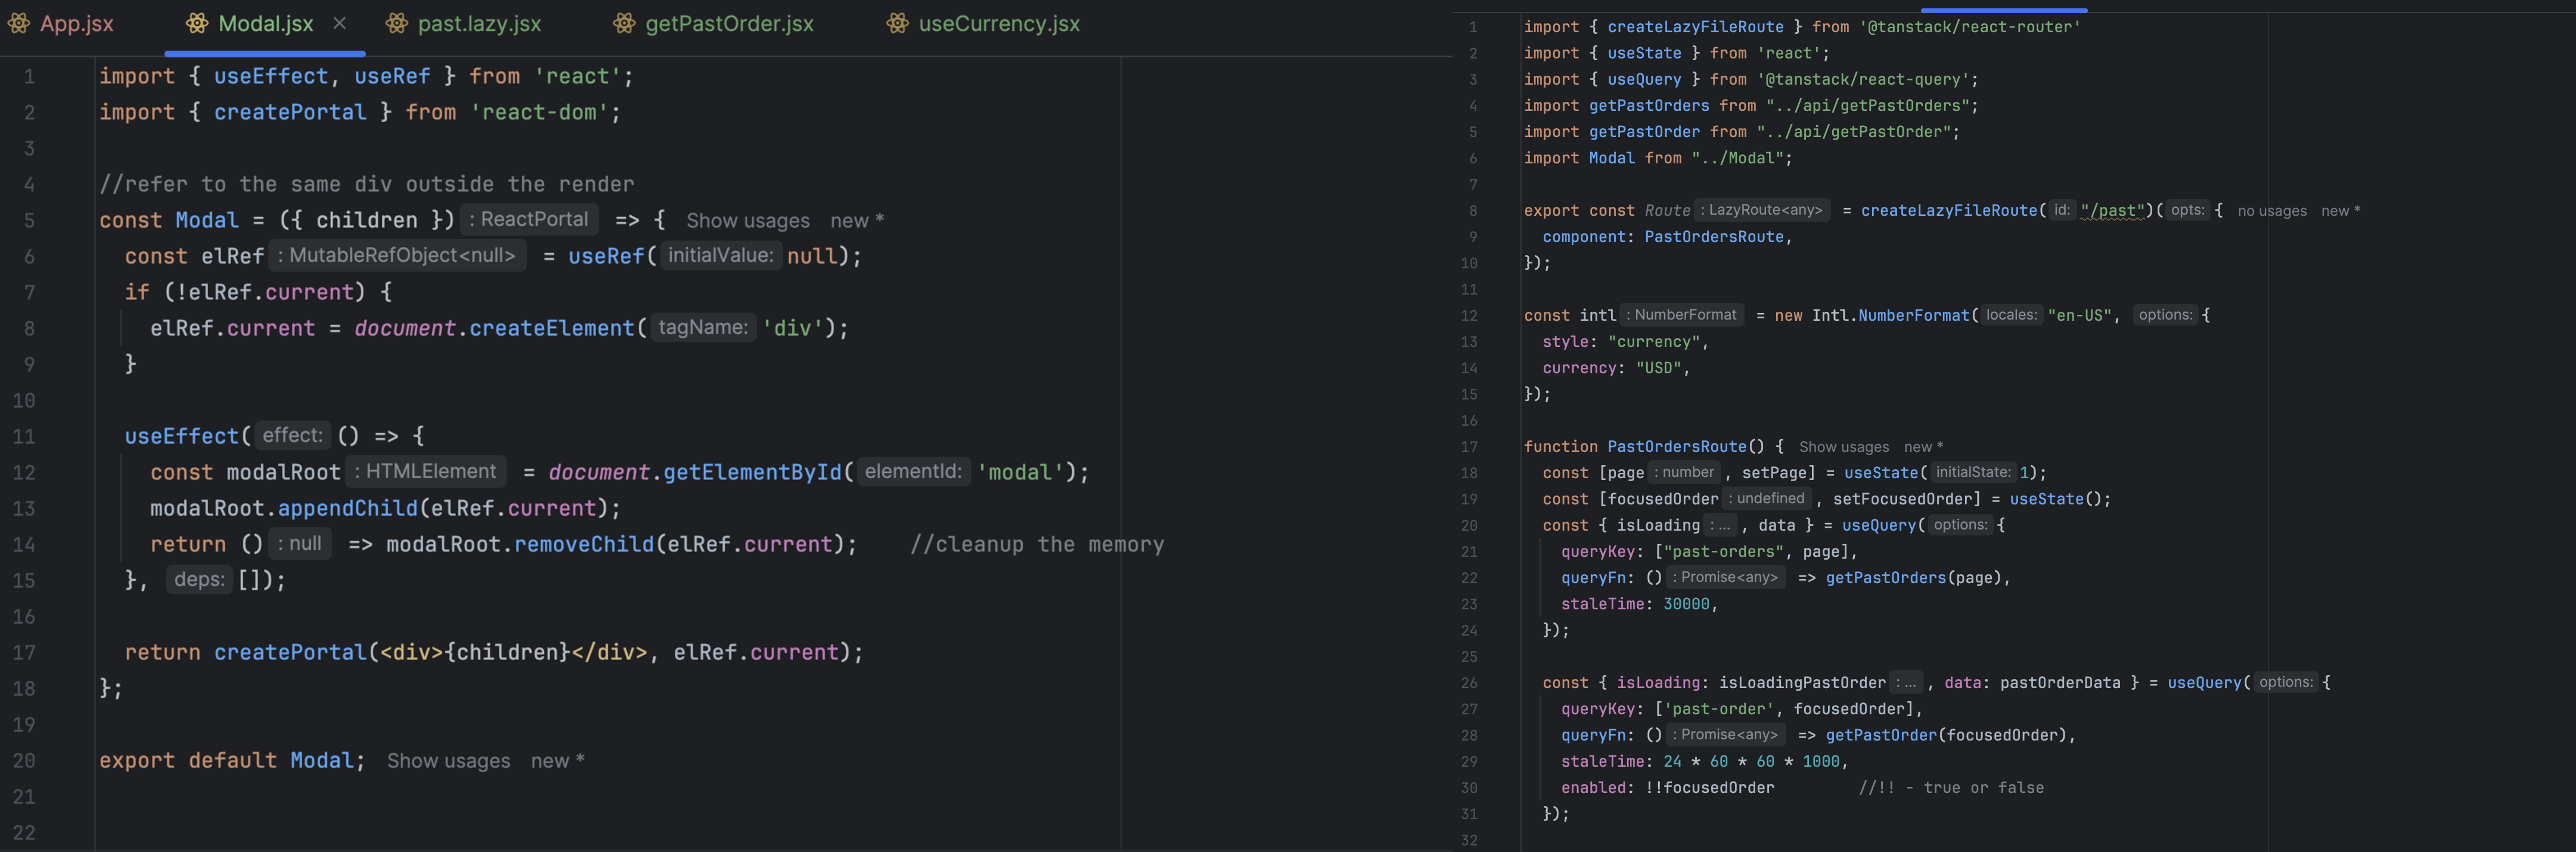 App.jsx Modal.jsx × past.lazy.jsx getPastOrder.jsx useCurrency.jsx
1 import { useEffect, useRef } from 'react';
2 import { createPortal } from 'react-dom';
3
4 //refer to the same div outside the render
5 const Modal = ({ children }) : ReactPortal => { Show usages new *
6 const elRef : MutableRefObject<null> = useRef( initialValue: null);
7 if (!elRef.current) {
8 elRef.current = document.createElement( tagName: 'div');
9 }
10
11 useEffect( effect: () => {
12 const modalRoot : HTMLElement = document.getElementById( elementId: 'modal');
13 modalRoot.appendChild(elRef.current);
14 return () : null => modalRoot.removeChild(elRef.current); //cleanup the memory
15 }, deps: []);
16
17 return createPortal(<div>{children}</div>, elRef.current);
18 };
19
20 export default Modal; Show usages new *
21
22
1 import { createLazyFileRoute } from '@tanstack/react-router'
2 import { useState } from 'react';
3 import { useQuery } from '@tanstack/react-query';
4 import getPastOrders from "../api/getPastOrders";
5 import getPastOrder from "../api/getPastOrder";
6 import Modal from "../Modal";
7
8 export const Route : LazyRoute<any> = createLazyFileRoute( id: "/past")( opts: { no usages new *
9 component: PastOrdersRoute,
10 });
11
12 const intl : NumberFormat = new Intl.NumberFormat( locales: "en-US", options: {
13 style: "currency",
14 currency: "USD",
15 });
16
17 function PastOrdersRoute() { Show usages new *
18 const [page : number , setPage] = useState( initialState: 1);
19 const [focusedOrder : undefined , setFocusedOrder] = useState();
20 const { isLoading : ... , data } = useQuery( options: {
21 queryKey: ["past-orders", page],
22 queryFn: () : Promise<any> => getPastOrders(page),
23 staleTime: 30000,
24 });
25
26 const { isLoading: isLoadingPastOrder : ... , data: pastOrderData } = useQuery( options: {
27 queryKey: ['past-order', focusedOrder],
28 queryFn: () : Promise<any> => getPastOrder(focusedOrder),
29 staleTime: 24 * 60 * 60 * 1000,
30 enabled: !!focusedOrder //!! - true or false
31 });
32